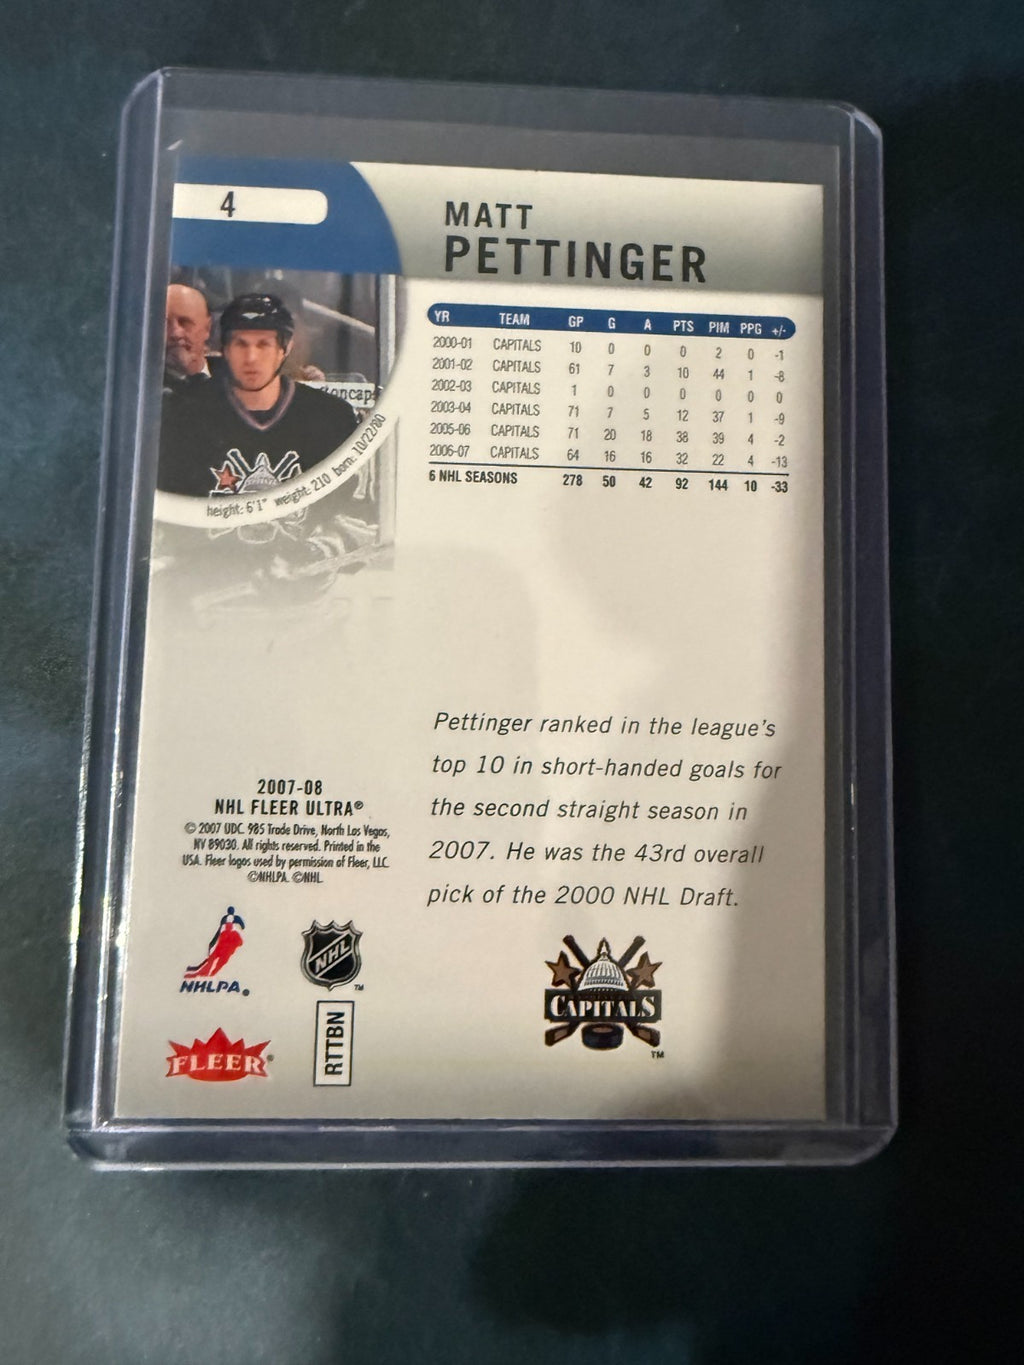 4
MATT
PETTINGER
YR TEAM GP G A PTS PIM PPG +/-
2000-01 CAPITALS 10 0 0 0 2 0 -1
2001-02 CAPITALS 61 7 3 10 44 1 -8
2002-03 CAPITALS 1 0 0 0 0 0 0
2003-04 CAPITALS 71 7 5 12 37 1 -9
2005-06 CAPITALS 71 20 18 38 39 4 -2
2006-07 CAPITALS 64 16 16 32 22 4 -13
6 NHL SEASONS 278 50 42 92 144 10 -33
height: 6'1" weight: 210 born: 10/22/80
Pettinger ranked in the league's
top 10 in short-handed goals for
the second straight season in
2007. He was the 43rd overall
pick of the 2000 NHL Draft.
2007-08
NHL FLEER ULTRA®
© 2007 UDC. 985 Trade Drive, North Las Vegas,
NV 89030. All rights reserved. Printed in the
USA. Fleer logos used by permission of Fleer, LLC.
©NHLPA. ©NHL.
NHLPA®
NHL™
CAPITALS™
FLEER®
RTTBN